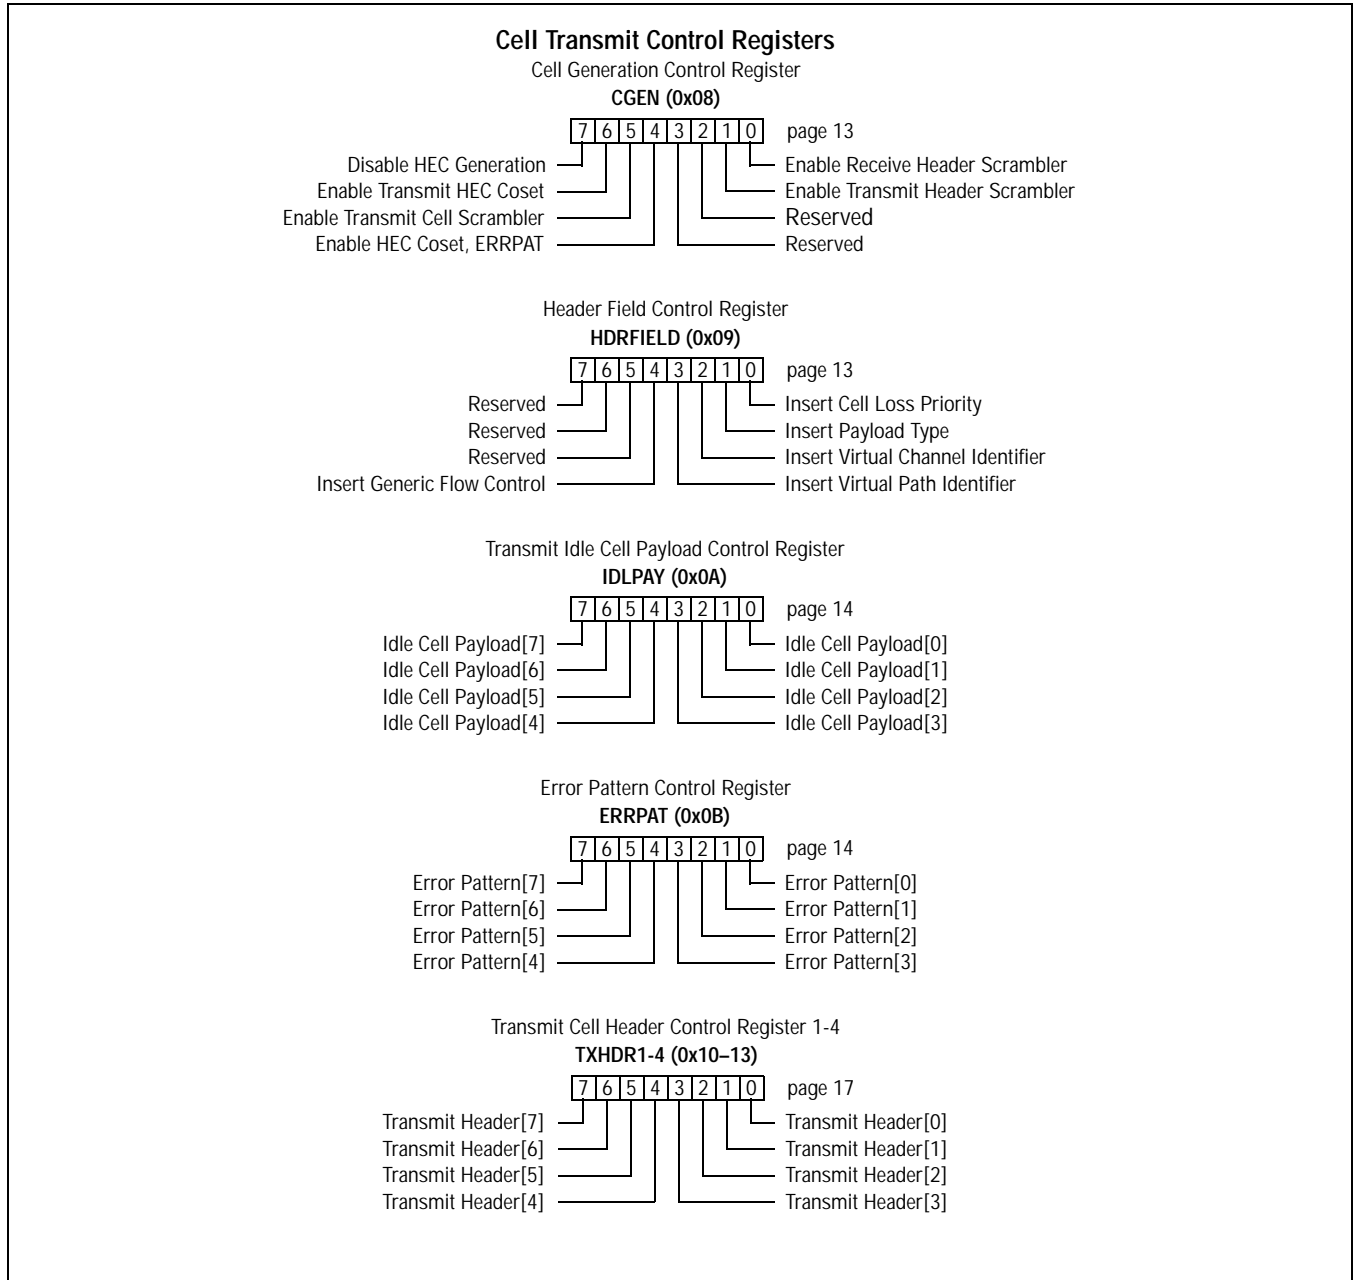 Cell Transmit Control Registers
Cell Generation Control Register
CGEN (0x08)
7 6 5 4 3 2 1 0 page 13
Disable HEC Generation Enable Receive Header Scrambler
Enable Transmit HEC Coset Enable Transmit Header Scrambler
Enable Transmit Cell Scrambler Reserved
Enable HEC Coset, ERRPAT Reserved
Header Field Control Register
HDRFIELD (0x09)
7 6 5 4 3 2 1 0 page 13
Reserved Insert Cell Loss Priority
Reserved Insert Payload Type
Reserved Insert Virtual Channel Identifier
Insert Generic Flow Control Insert Virtual Path Identifier
Transmit Idle Cell Payload Control Register
IDLPAY (0x0A)
7 6 5 4 3 2 1 0 page 14
Idle Cell Payload[7] Idle Cell Payload[0]
Idle Cell Payload[6] Idle Cell Payload[1]
Idle Cell Payload[5] Idle Cell Payload[2]
Idle Cell Payload[4] Idle Cell Payload[3]
Error Pattern Control Register
ERRPAT (0x0B)
7 6 5 4 3 2 1 0 page 14
Error Pattern[7] Error Pattern[0]
Error Pattern[6] Error Pattern[1]
Error Pattern[5] Error Pattern[2]
Error Pattern[4] Error Pattern[3]
Transmit Cell Header Control Register 1-4
TXHDR1-4 (0x10–13)
7 6 5 4 3 2 1 0 page 17
Transmit Header[7] Transmit Header[0]
Transmit Header[6] Transmit Header[1]
Transmit Header[5] Transmit Header[2]
Transmit Header[4] Transmit Header[3]